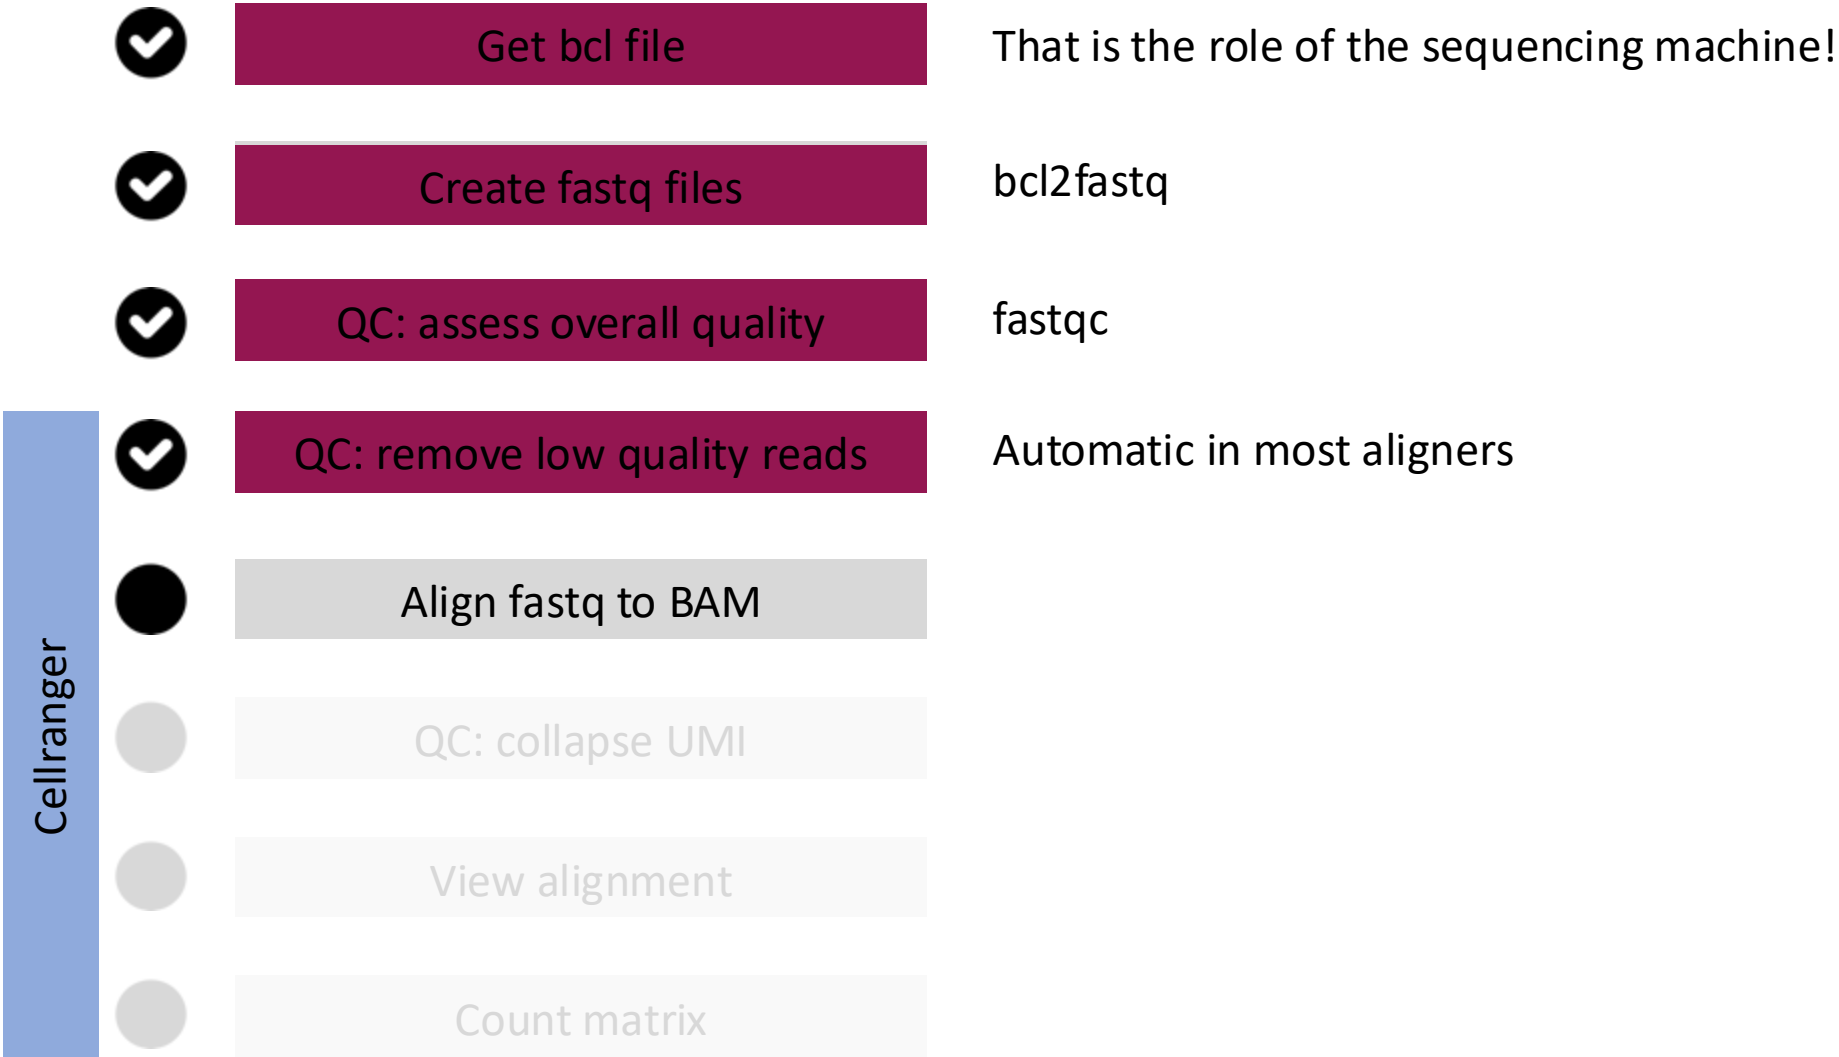 Get bcl file
That is the role of the sequencing machine!
Create fastq files
bcl2fastq
QC: assess overall quality
fastqc
QC: remove low quality reads
Automatic in most aligners
Align fastq to BAM
Cellranger
QC: collapse UMI
View alignment
Count matrix